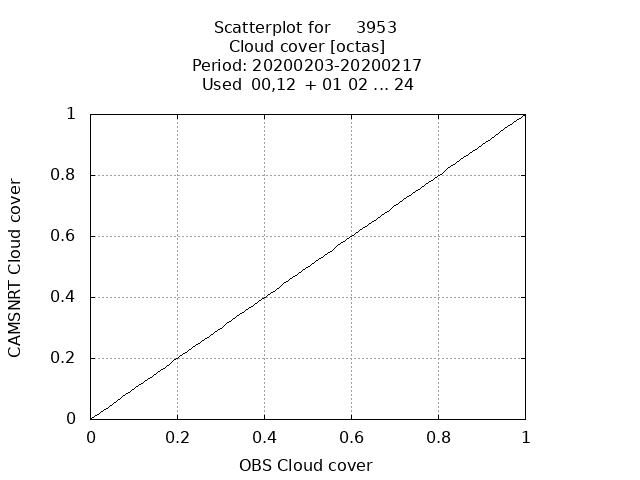 Scatterplot for 3953
Cloud cover [octas]
Period: 20200203-20200217
Used 00,12 + 01 02 ... 24
1
0.8
0.6
0.4
0.2
0
CAMSNRT Cloud cover
0 0.2 0.4 0.6 0.8 1
OBS Cloud cover